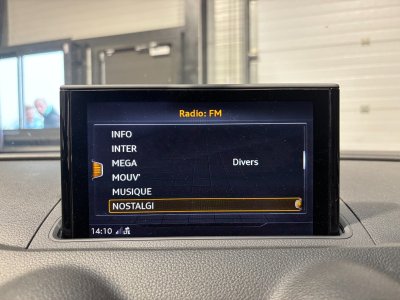 Radio: FM
INFO
INTER
MEGA Divers
MOUV'
MUSIQUE
NOSTALGI
14:10